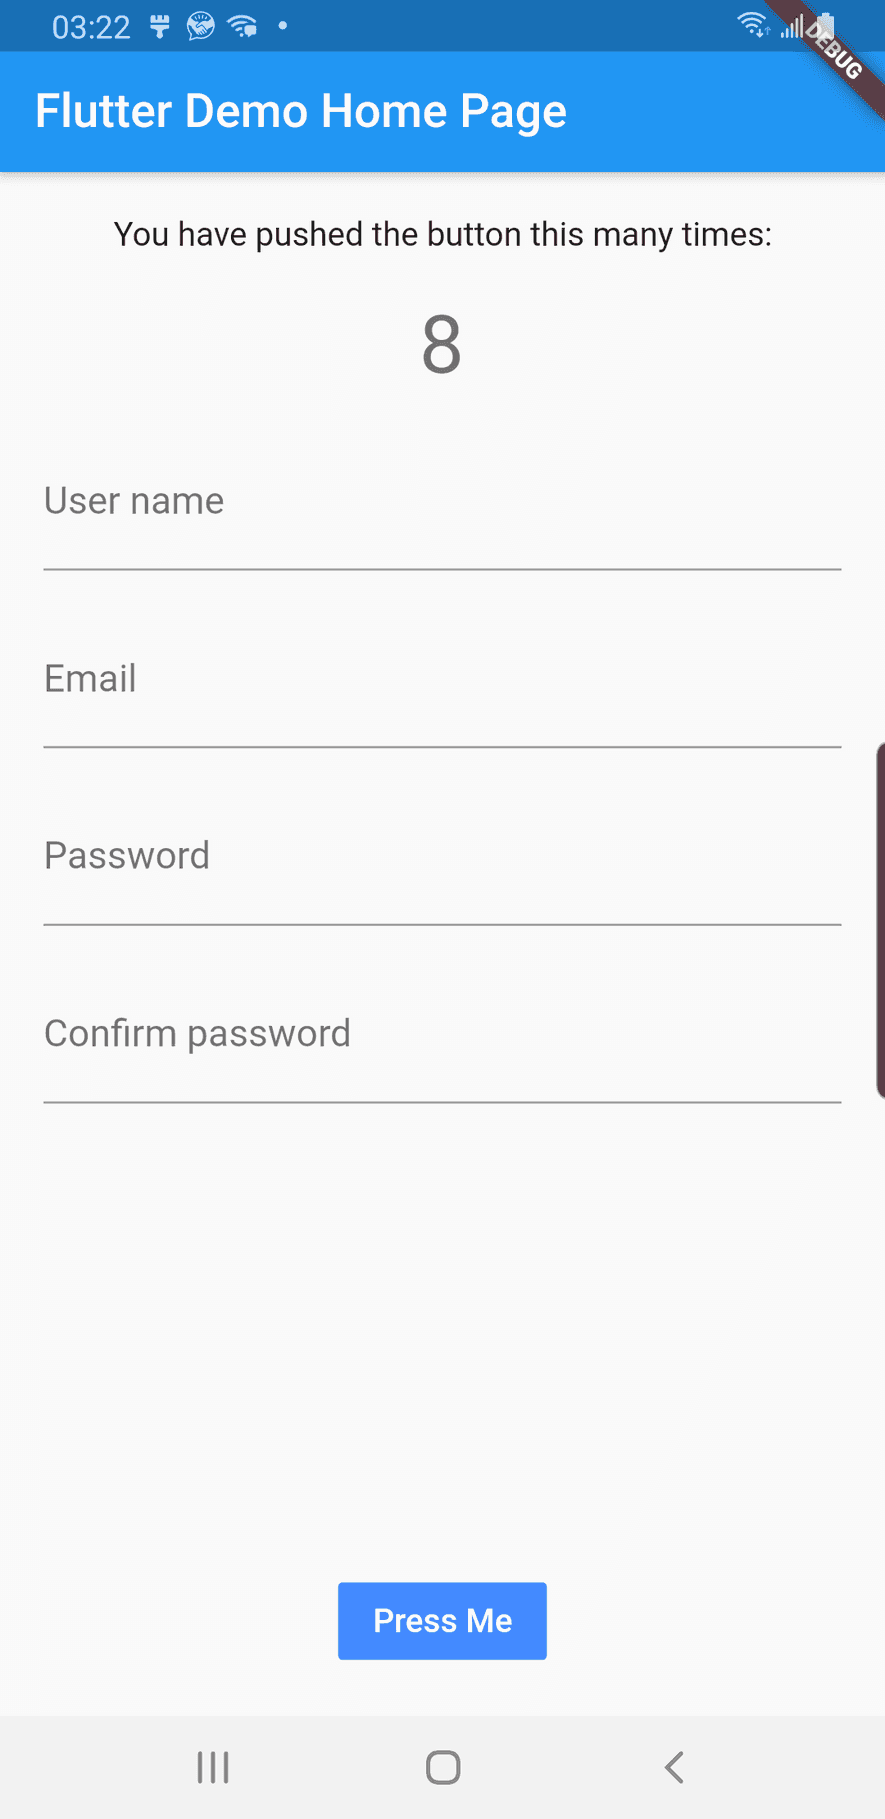 03:22
DEBUG
Flutter Demo Home Page
You have pushed the button this many times:
8
User name
Email
Password
Confirm password
Press Me